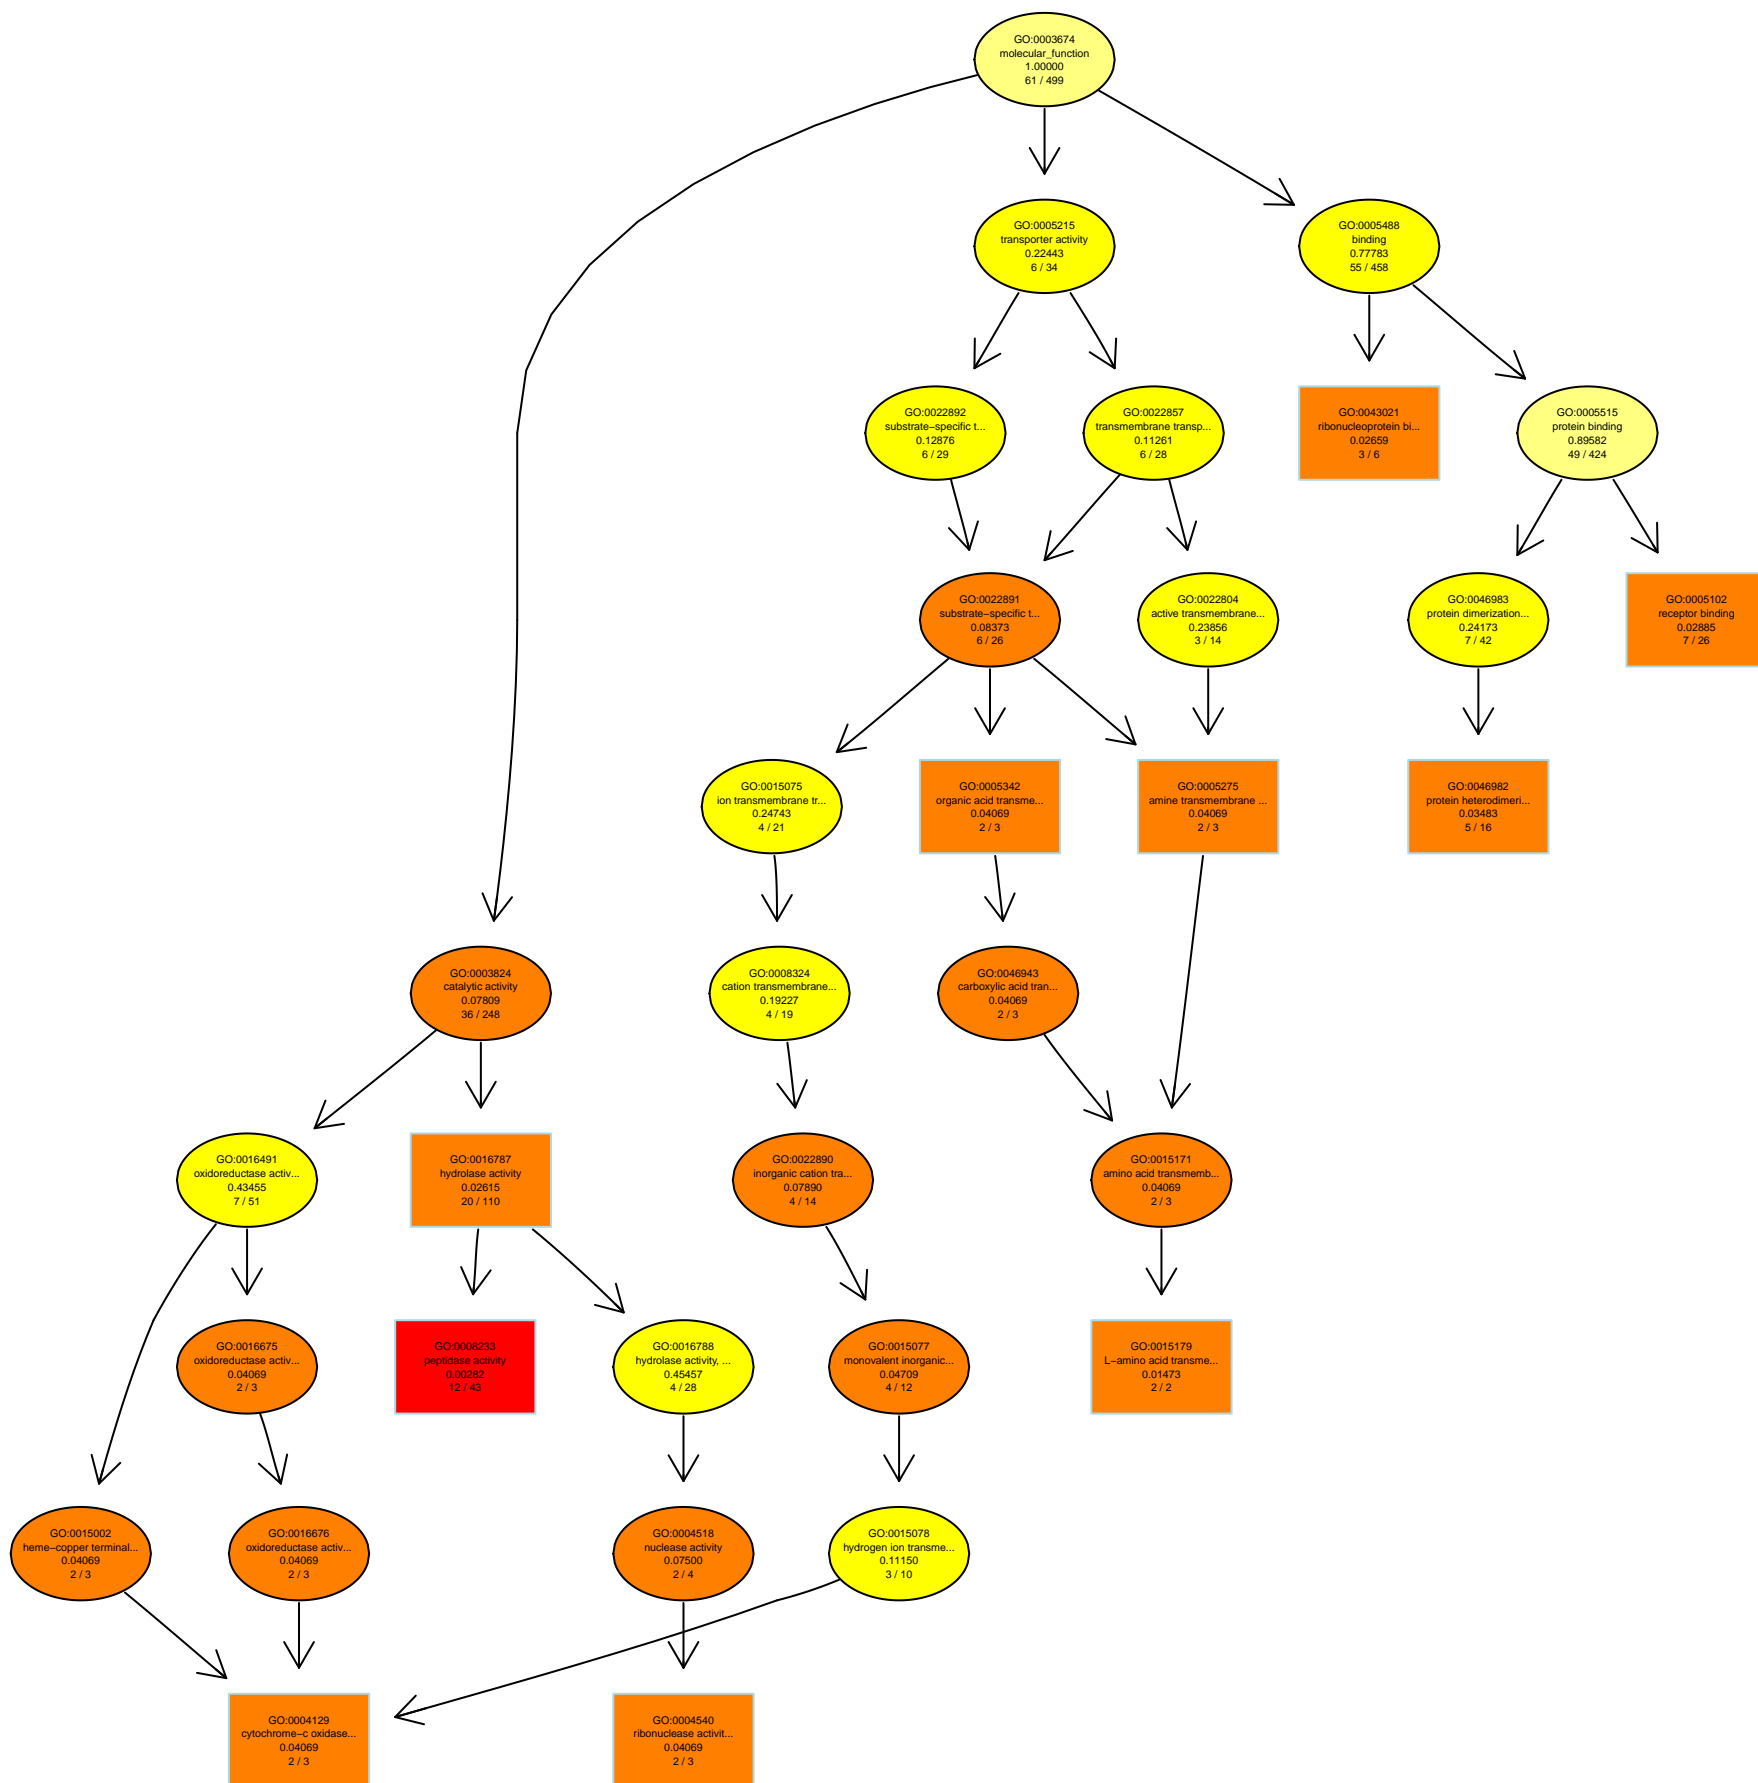 GO:0003674
molecular_function
1.00000
61 / 499
GO:0005215
transporter activity
0.22443
6 / 34
GO:0005488
binding
0.77783
55 / 458
GO:0022892
substrate−specific t...
0.12876
6 / 29
GO:0022857
transmembrane transp...
0.11261
6 / 28
GO:0043021
ribonucleoprotein bi...
0.02659
3 / 6
GO:0005515
protein binding
0.89582
49 / 424
GO:0022891
substrate−specific t...
0.08373
6 / 26
GO:0022804
active transmembrane...
0.23856
3 / 14
GO:0046983
protein dimerization...
0.24173
7 / 42
GO:0005102
receptor binding
0.02885
7 / 26
GO:0015075
ion transmembrane tr...
0.24743
4 / 21
GO:0005342
organic acid transme...
0.04069
2 / 3
GO:0005275
amine transmembrane ...
0.04069
2 / 3
GO:0046982
protein heterodimeri...
0.03483
5 / 16
GO:0003824
catalytic activity
0.07809
36 / 248
GO:0008324
cation transmembrane...
0.19227
4 / 19
GO:0046943
carboxylic acid tran...
0.04069
2 / 3
GO:0016491
oxidoreductase activ...
0.43455
7 / 51
GO:0016787
hydrolase activity
0.02615
20 / 110
GO:0022890
inorganic cation tra...
0.07890
4 / 14
GO:0015171
amino acid transmemb...
0.04069
2 / 3
GO:0016675
oxidoreductase activ...
0.04069
2 / 3
GO:0008233
peptidase activity
0.00282
12 / 43
GO:0016788
hydrolase activity, ...
0.45457
4 / 28
GO:0015077
monovalent inorganic...
0.04709
4 / 12
GO:0015179
L−amino acid transme...
0.01473
2 / 2
GO:0015002
heme−copper terminal...
0.04069
2 / 3
GO:0016676
oxidoreductase activ...
0.04069
2 / 3
GO:0004518
nuclease activity
0.07500
2 / 4
GO:0015078
hydrogen ion transme...
0.11150
3 / 10
GO:0004129
cytochrome−c oxidase...
0.04069
2 / 3
GO:0004540
ribonuclease activit...
0.04069
2 / 3